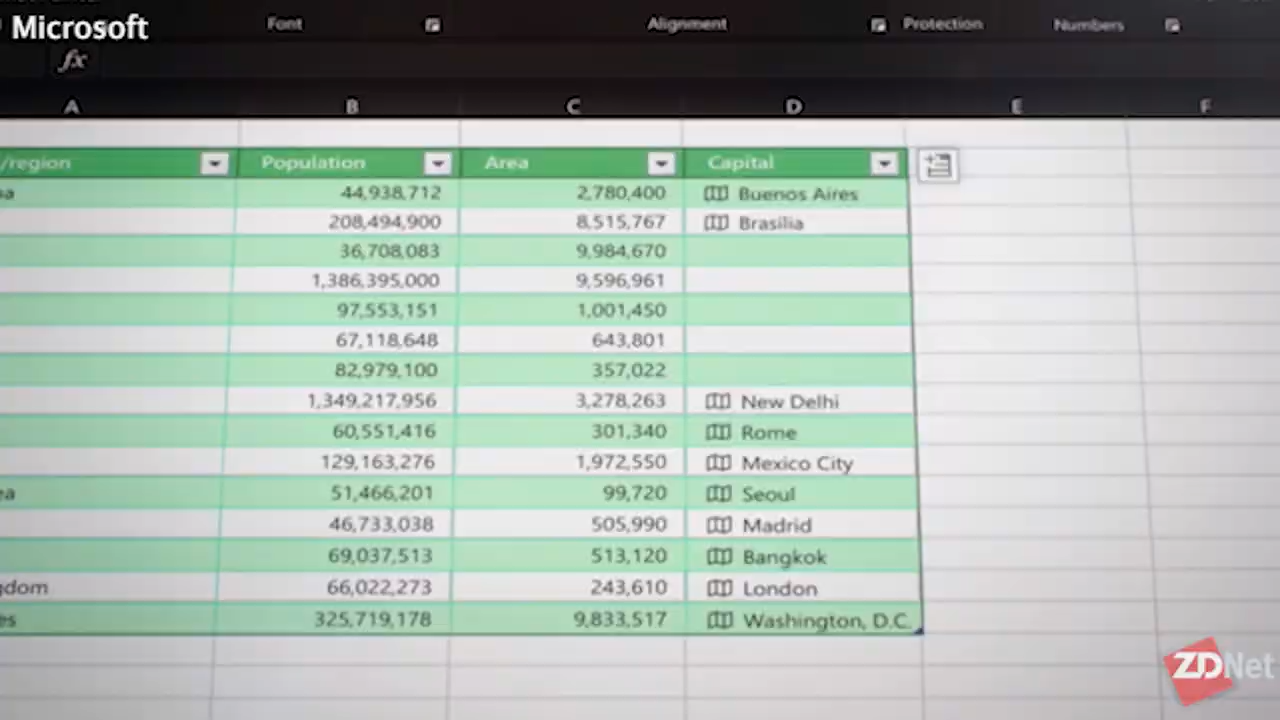 Microsoft
Font Alignment Protection Numbers
fx
A B C D E F
/region Population Area Capital
na 44,938,712 2,780,400 Buenos Aires
208,494,900 8,515,767 Brasília
36,708,083 9,984,670
1,386,395,000 9,596,961
97,553,151 1,001,450
67,118,648 643,801
82,979,100 357,022
1,349,217,956 3,278,263 New Delhi
60,551,416 301,340 Rome
129,163,276 1,972,550 Mexico City
ea 51,466,201 99,720 Seoul
46,733,038 505,990 Madrid
69,037,513 513,120 Bangkok
gdom 66,022,273 243,610 London
es 325,719,178 9,833,517 Washington, D.C.
ZDNet